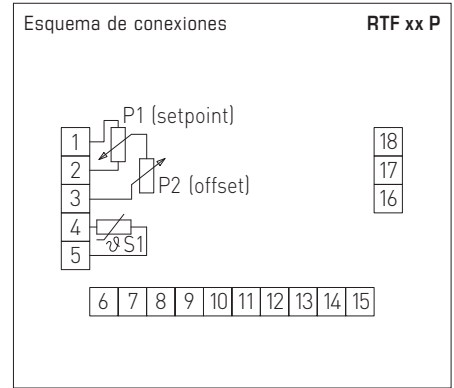 Esquema de conexiones RTF xx P
P1 (setpoint)
1
2
3
4
5
P2 (offset)
ϑ S1
18
17
16
6 7 8 9 10 11 12 13 14 15